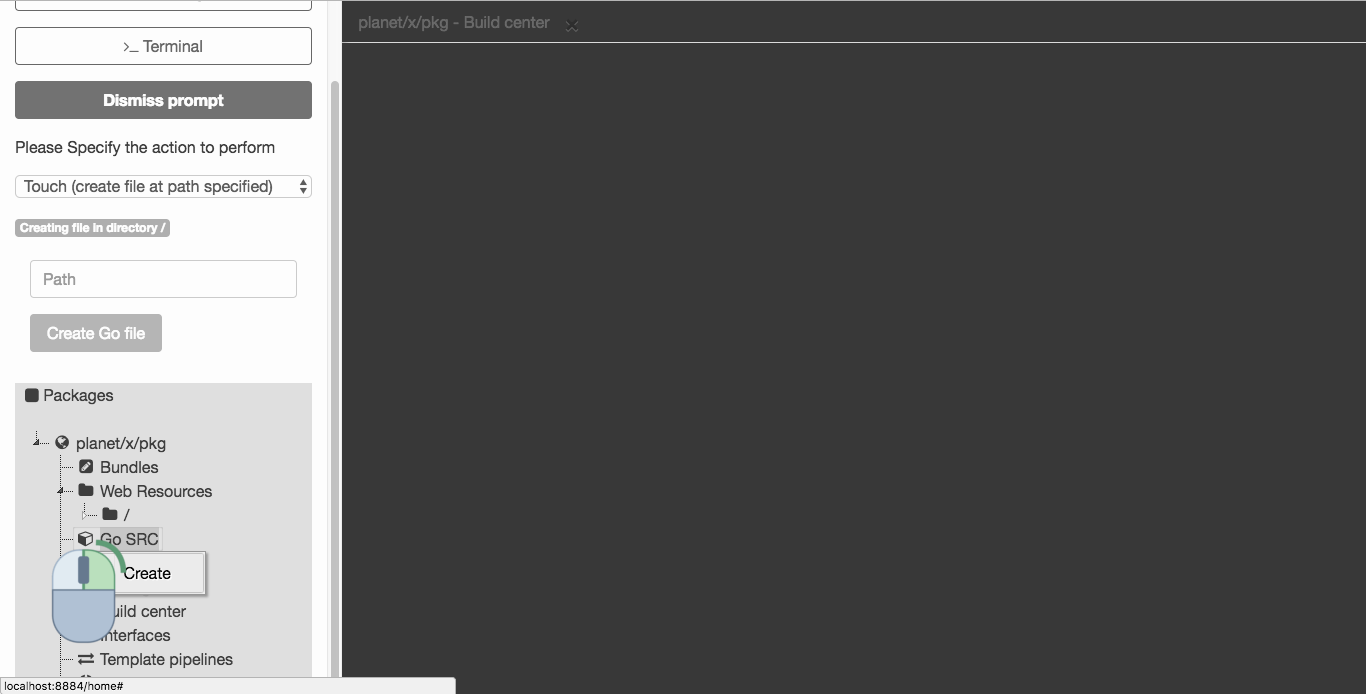 planet/x/pkg - Build center
>_ Terminal
Dismiss prompt
Please Specify the action to perform
Touch (create file at path specified)
Creating file in directory /
Path
Create Go file
Packages
planet/x/pkg
Bundles
Web Resources
/
Go SRC
Create
uild center
nterfaces
Template pipelines
localhost:8884/home#